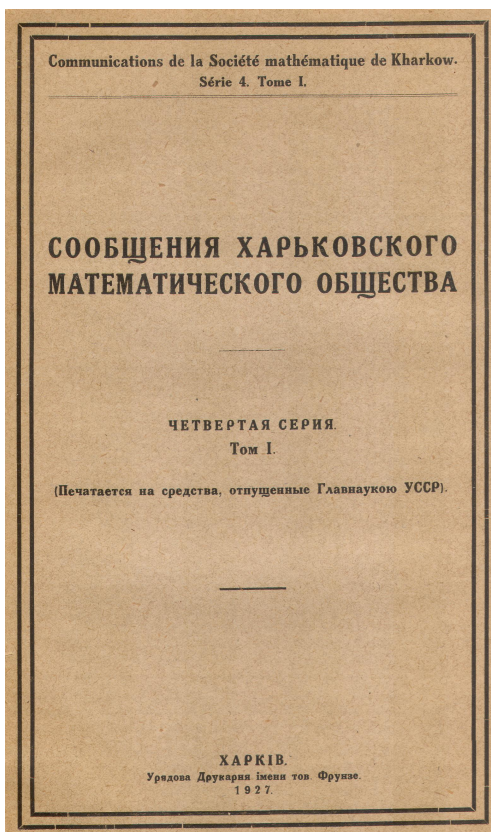 Communications de la Société mathématique de Kharkow.
Série 4. Tome I.
СООБЩЕНИЯ ХАРЬКОВСКОГО
МАТЕМАТИЧЕСКОГО ОБЩЕСТВА
ЧЕТВЕРТАЯ СЕРИЯ.
Том I.
(Печатается на средства, отпущенные Главнаукою УССР).
ХАРКІВ.
Урядова Друкарня імени тов. Фрунзе.
1927.